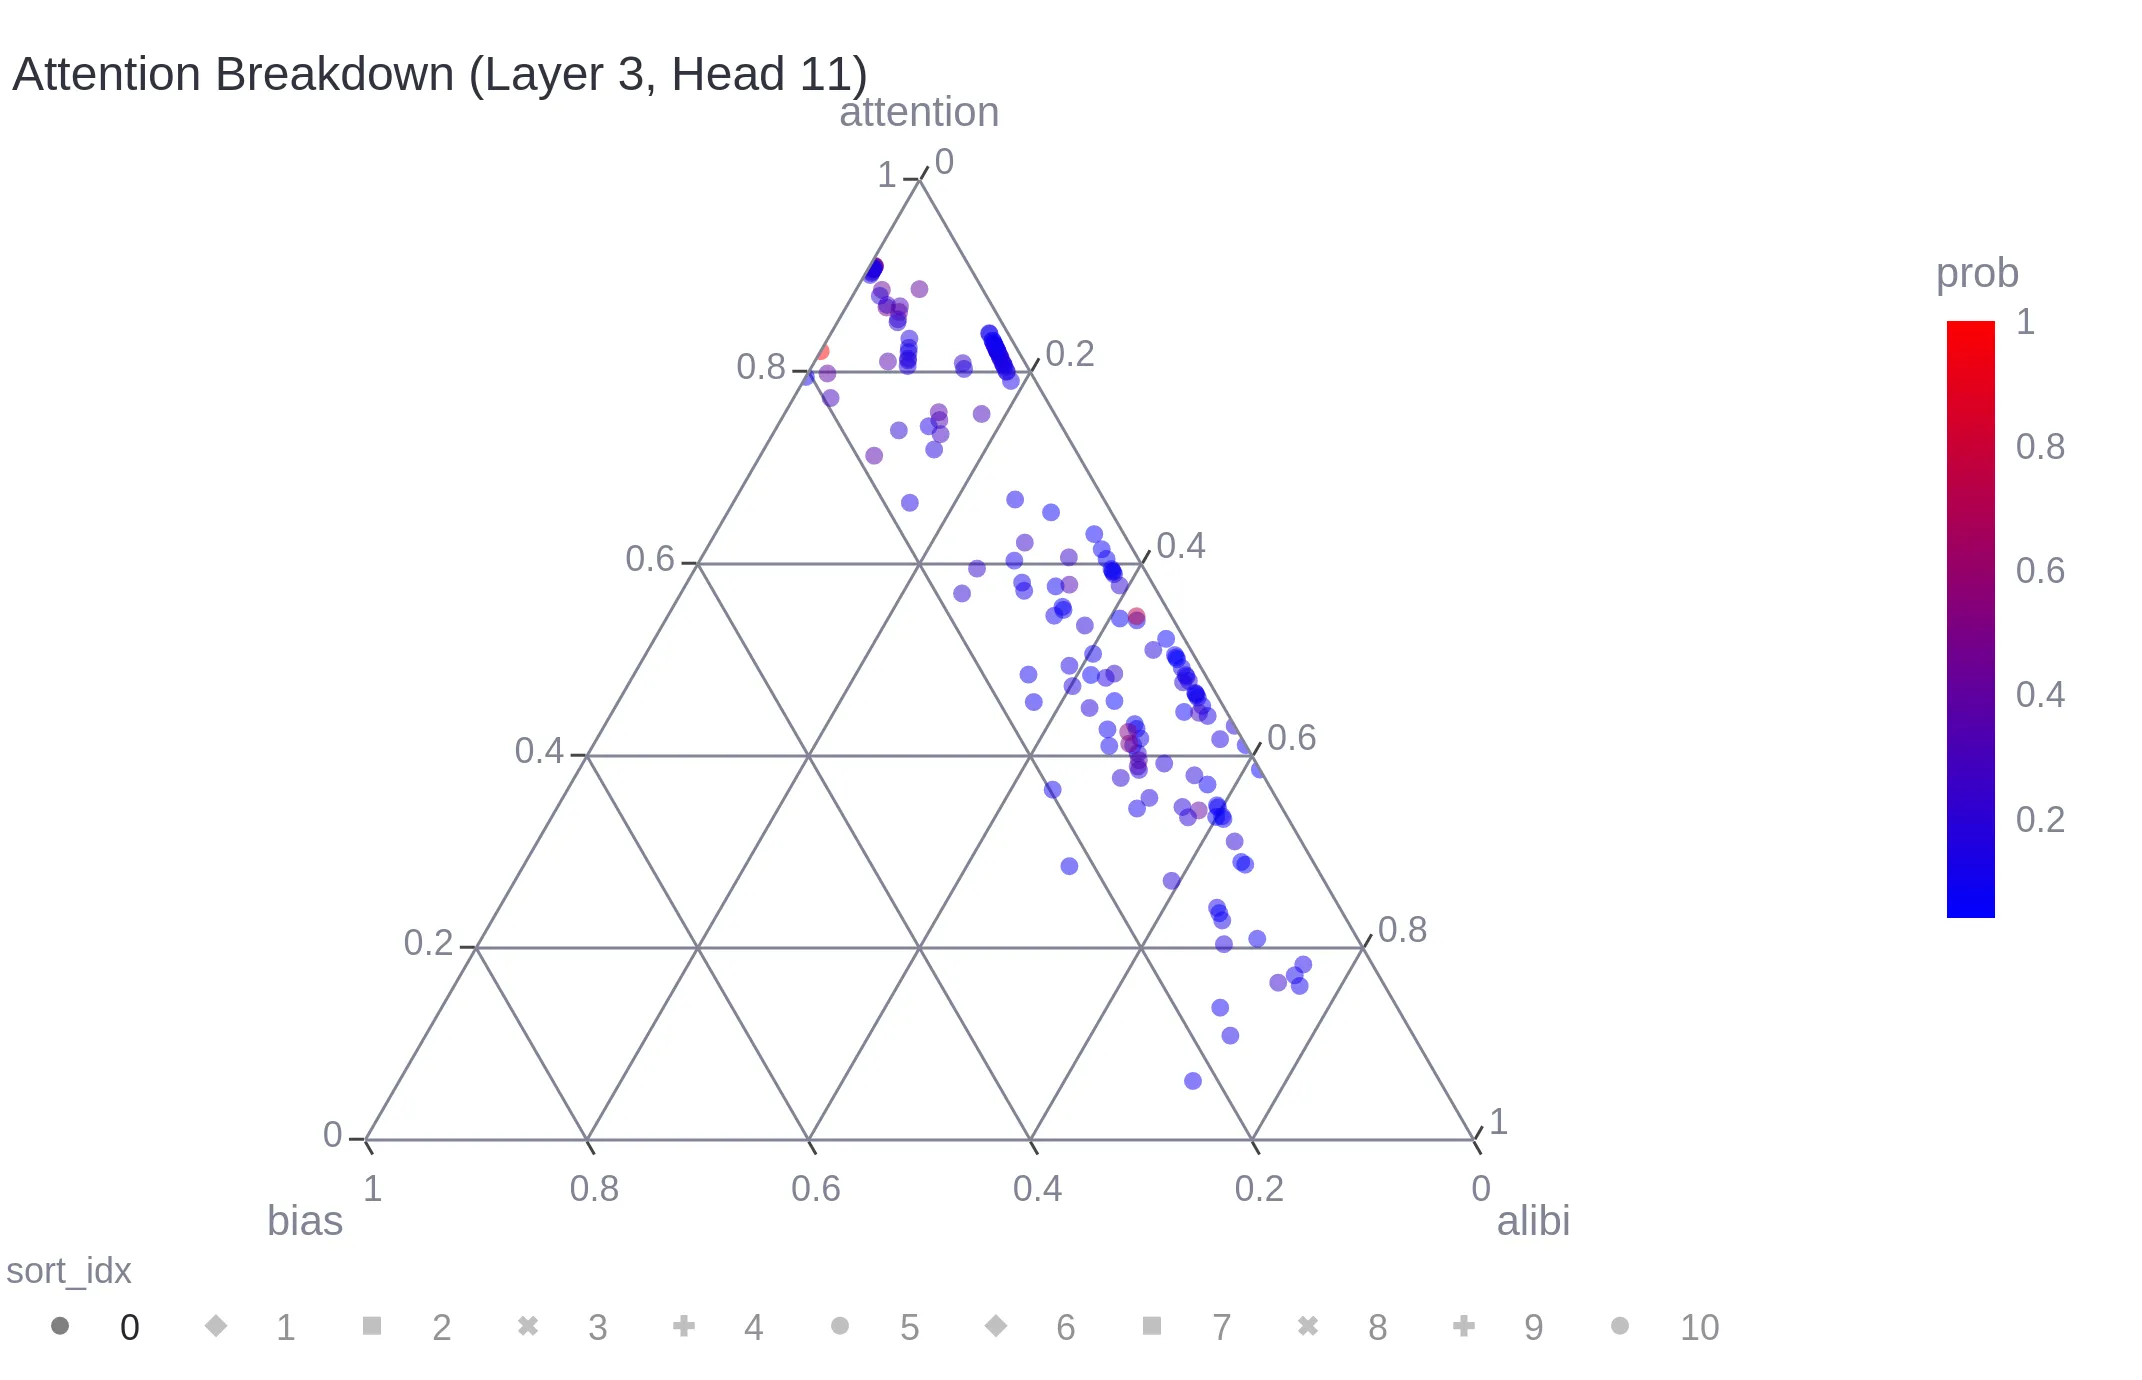 Attention Breakdown (Layer 3, Head 11)
attention
1 0
prob
1
0.8 0.2
0.8
0.6 0.4
0.6
0.4 0.6
0.4
0.2 0.8
0.2
0 1
1 0.8 0.6 0.4 0.2 0
bias alibi
sort_idx
0 1 2 3 4 5 6 7 8 9 10